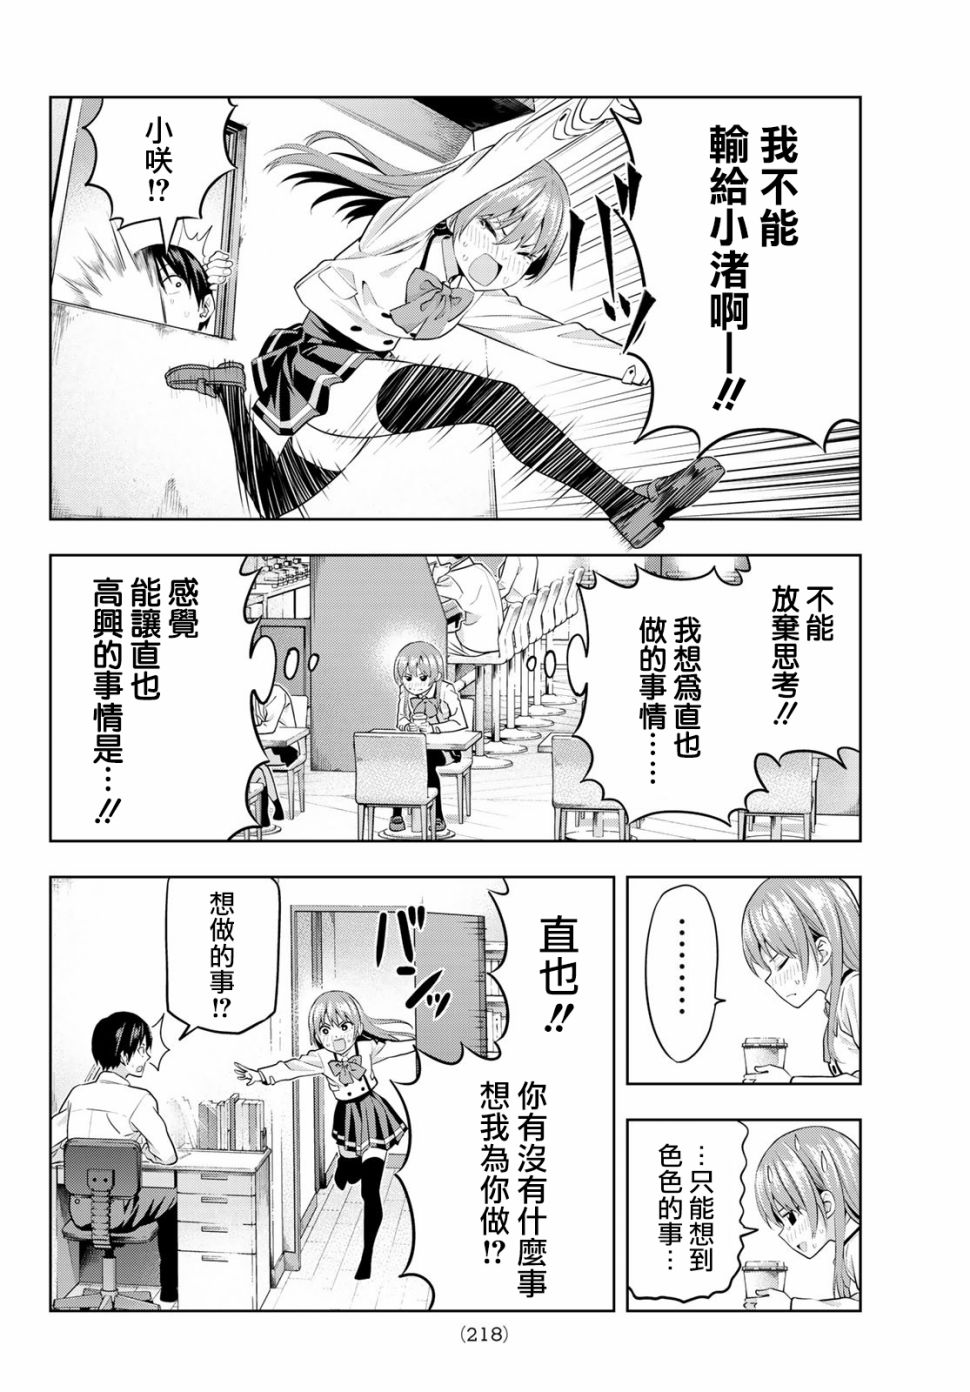 我不能
輸給小渚啊—!!
小咲!?
不能
放棄思考!!
我想爲直也
做的事情……
感覺
能讓直也
高興的事情是…!!
………
…只能想到
色色的事…
直也!!
你有沒有什麼事
想我為你做!?
バンッ
想做的事!?
(218)